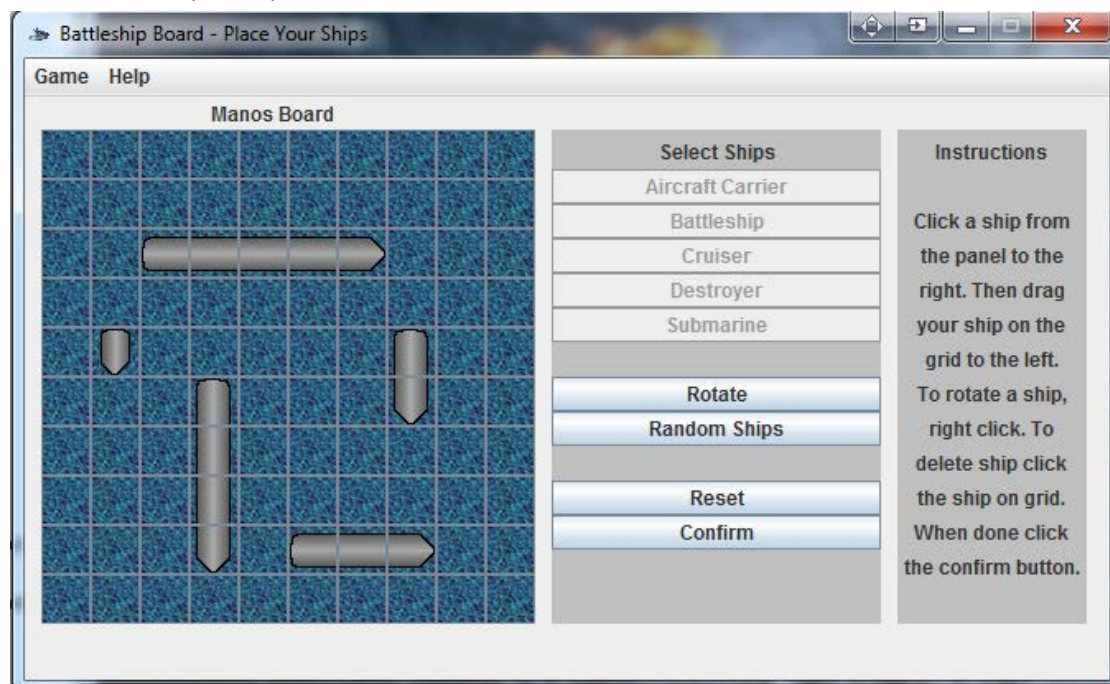 Battleship Board - Place Your Ships
Game Help
Manos Board
Select Ships
Aircraft Carrier
Battleship
Cruiser
Destroyer
Submarine
Rotate
Random Ships
Reset
Confirm
Instructions
Click a ship from
the panel to the
right. Then drag
your ship on the
grid to the left.
To rotate a ship,
right click. To
delete ship click
the ship on grid.
When done click
the confirm button.